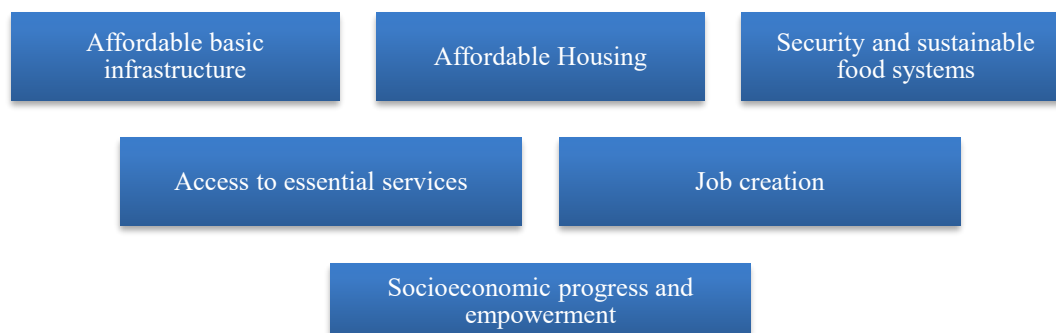 Affordable basic
infrastructure
Affordable Housing
Security and sustainable
food systems
Access to essential services
Job creation
Socioeconomic progress and
empowerment